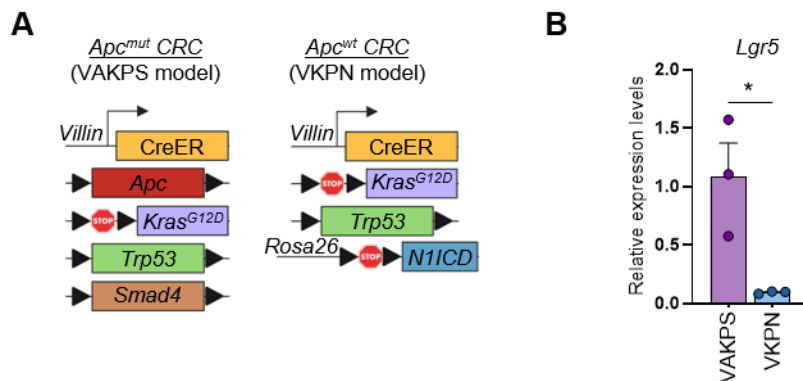 A
Apcmut CRC
(VAKPS model)
Villin
CreER
Apc
STOP
KrasG12D
Trp53
Smad4
Apcwt CRC
(VKPN model)
Villin
CreER
STOP
KrasG12D
Trp53
Rosa26
STOP
N1ICD
B
Lgr5
*
Relative expression levels
2.0
1.5
1.0
0.5
0.0
VAKPS
VKPN